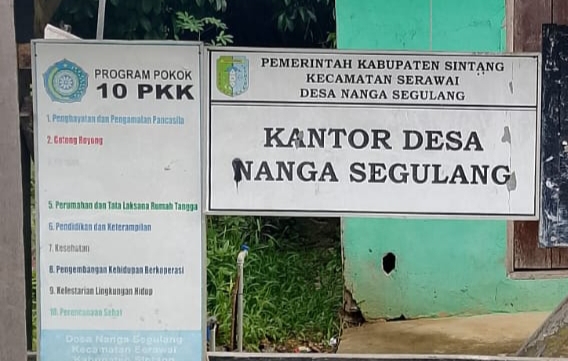 PROGRAM POKOK
10 PKK
1. Penghayatan dan Pengamalan Pancasila
2. Gotong Royong
5. Perumahan dan Tata Laksana Rumah Tangga
6. Pendidikan dan Keterampilan
7. Kesehatan
8. Pengembangan Kehidupan Berkoperasi
9. Kelestarian Lingkungan Hidup
10. Perencanaan Sehat
Desa Nanga Segulang
Kecamatan Serawai
Kabupaten Sintang
PEMERINTAH KABUPATEN SINTANG
KECAMATAN SERAWAI
DESA NANGA SEGULANG
KANTOR DESA
NANGA SEGULANG